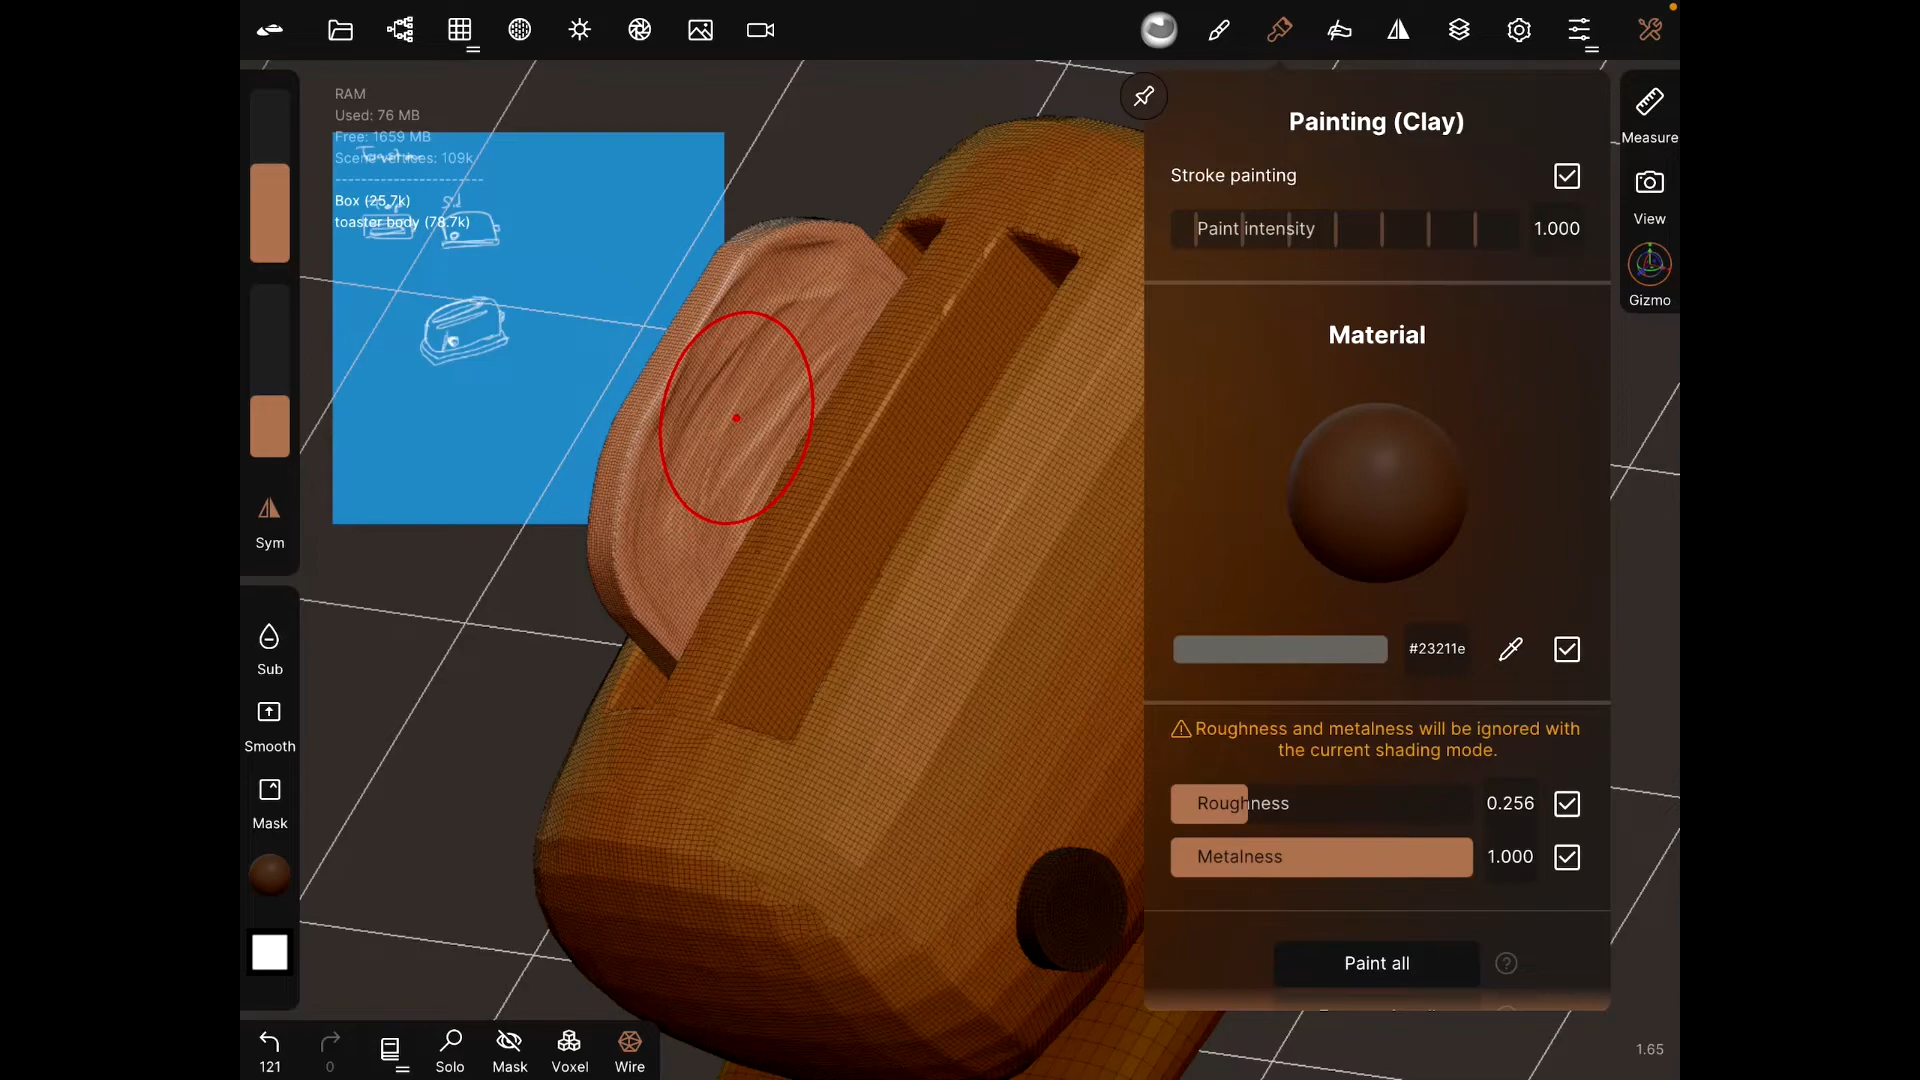 RAM
Used: 76 MB
Free: 1659 MB
Scene vertises: 109k
Box (25.7k)
toaster body (78.7k)
Painting (Clay)
Stroke painting
Paint intensity 1.000
Material
#23211e
Roughness and metalness will be ignored with
the current shading mode.
Roughness 0.256
Metalness 1.000
Paint all
?
Measure
View
Gizmo
Sym
Sub
Smooth
Mask
121
0
Solo
Mask
Voxel
Wire
1.65